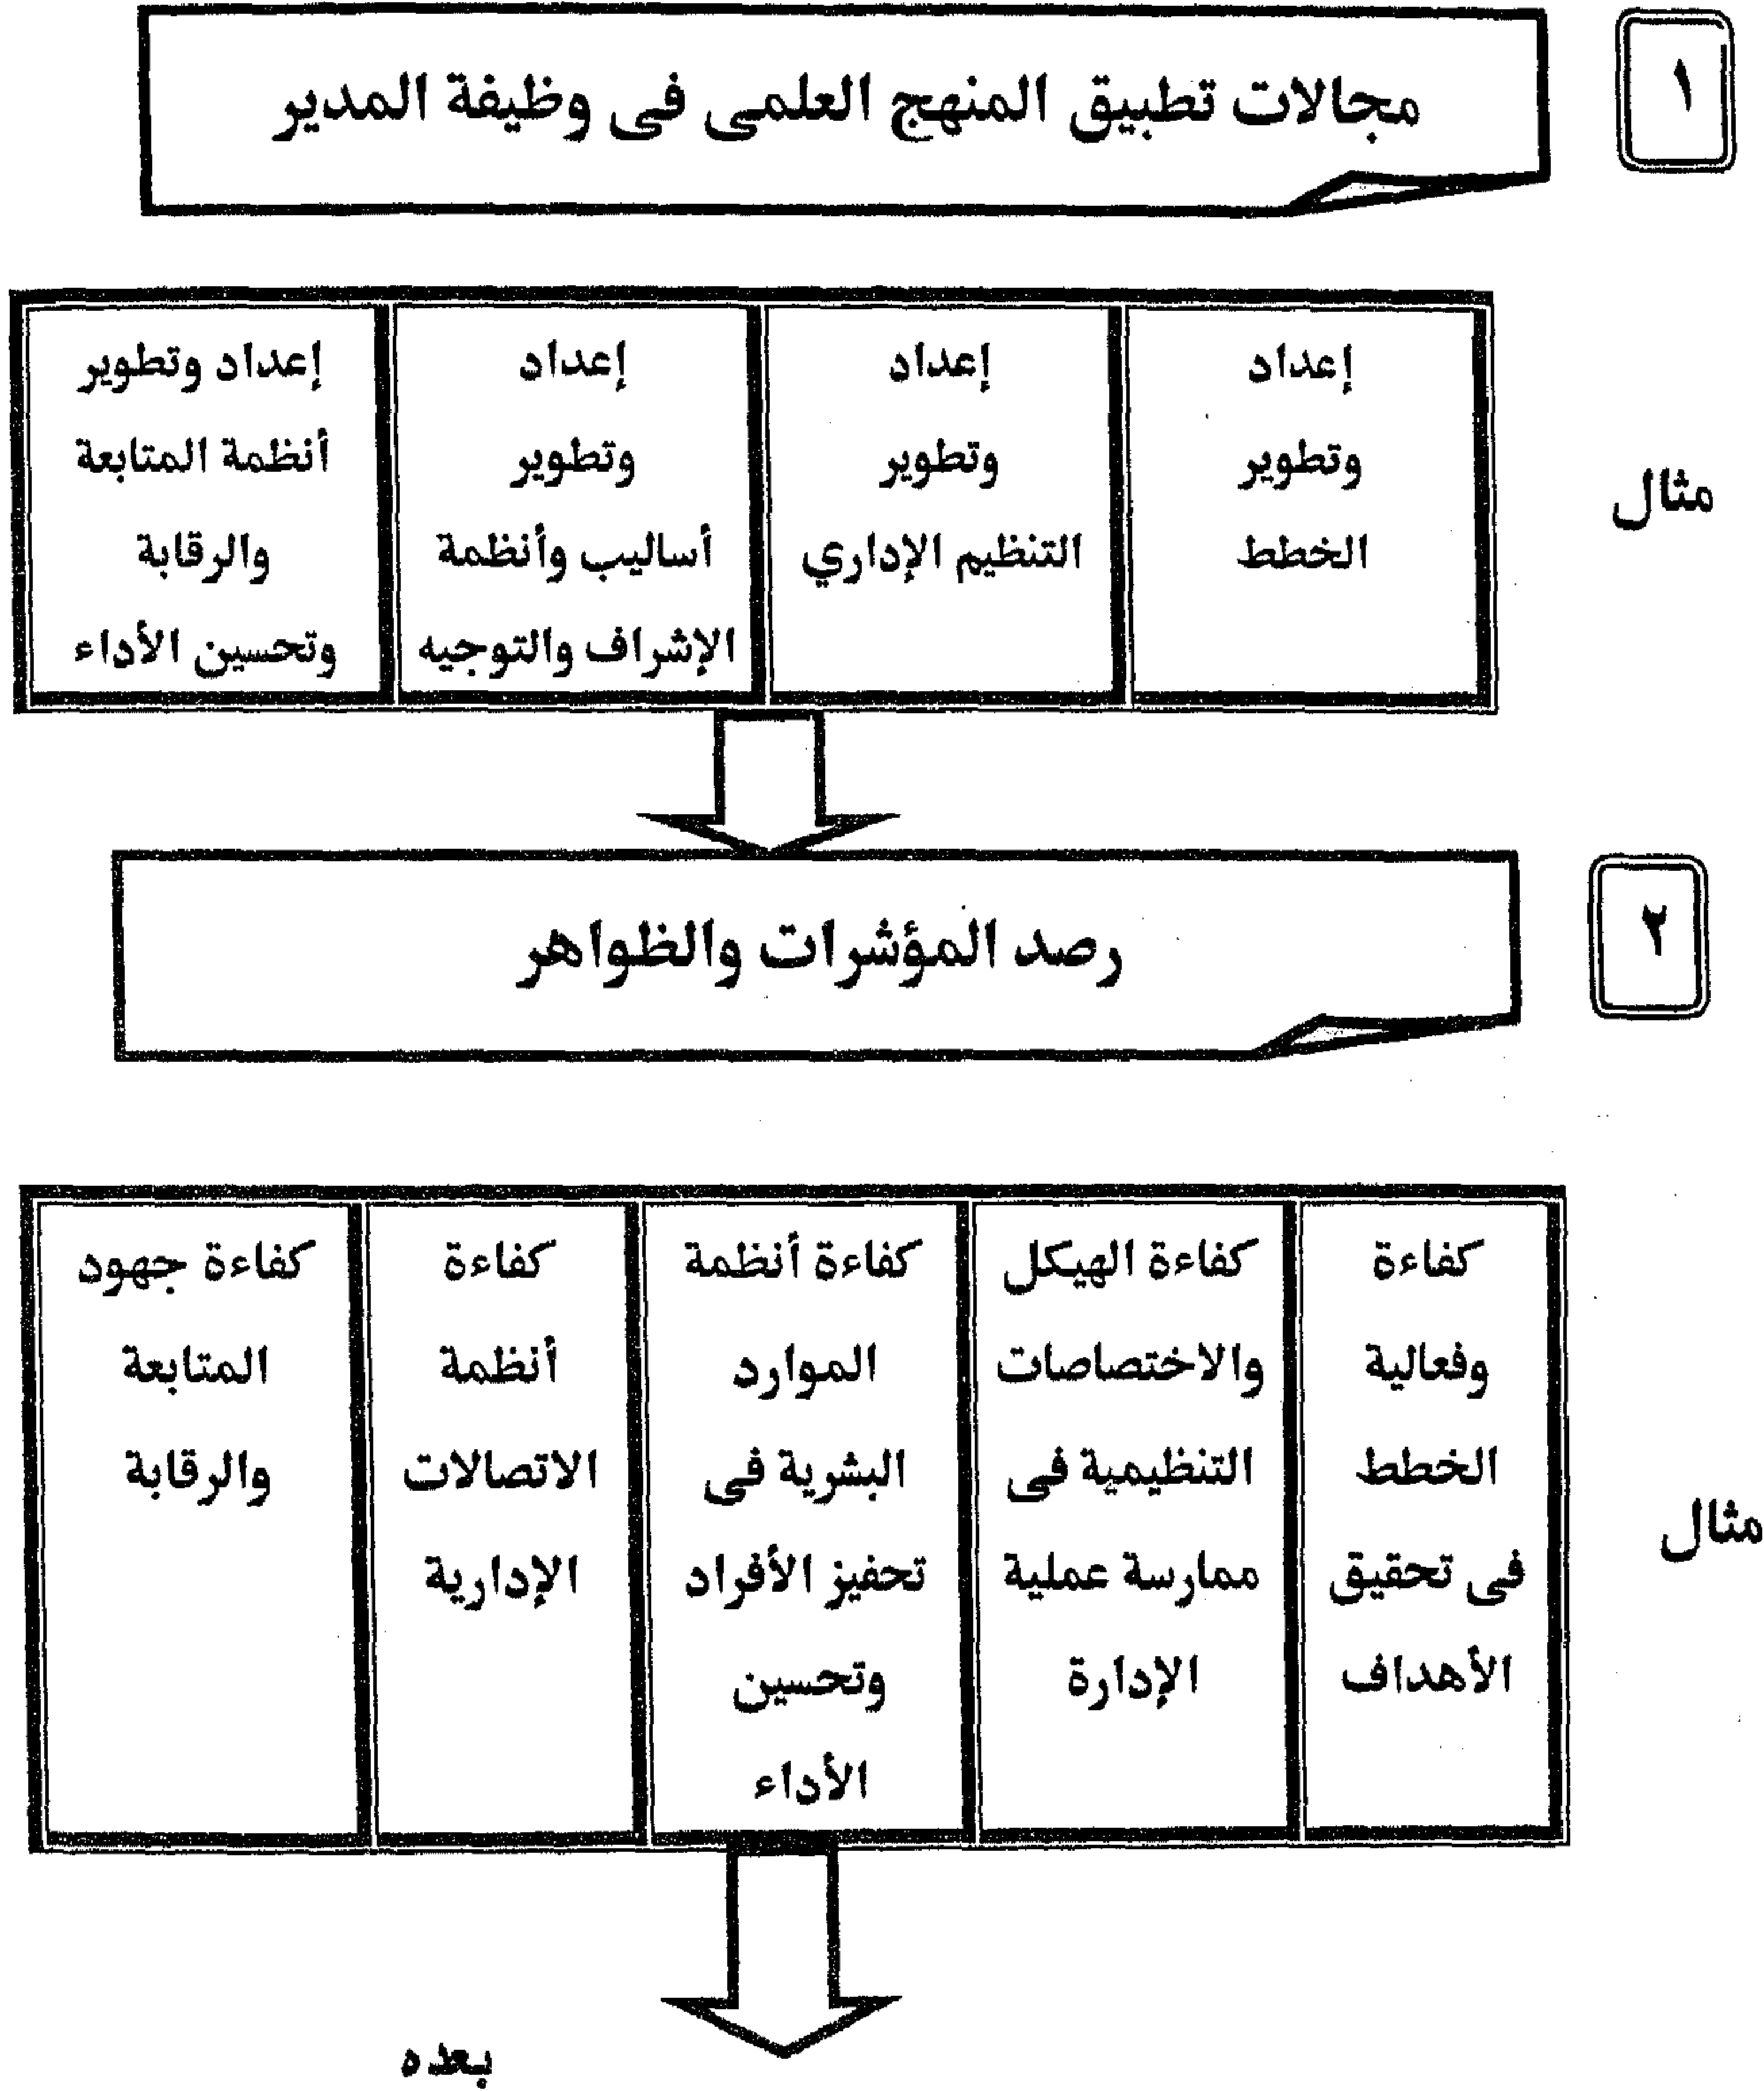 ١
مجالات تطبيق المنهج العلمى فى وظيفة المدير
مثال
إعداد
وتطوير
الخطط
إعداد
وتطوير
التنظيم الإداري
إعداد
وتطوير
أساليب وأنظمة
الإشراف والتوجيه
إعداد وتطوير
أنظمة المتابعة
والرقابة
وتحسين الأداء
٢
رصد المؤشرات والظواهر
مثال
كفاءة
وفعالية
الخطط
فى تحقيق
الأهداف
كفاءة الهيكل
والاختصاصات
التنظيمية فى
ممارسة عملية
الإدارة
كفاءة أنظمة
الموارد
البشرية فى
تحفيز الأفراد
وتحسين
الأداء
كفاءة
أنظمة
الاتصالات
الإدارية
كفاءة جهود
المتابعة
والرقابة
بعده